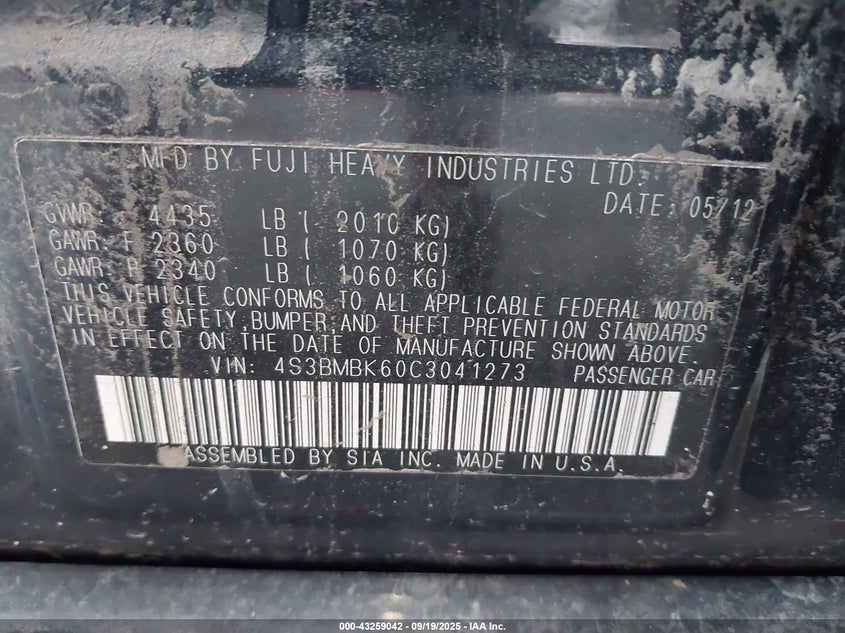 MFD BY FUJI HEAVY INDUSTRIES LTD.
DATE: 05/12
GVWR: 4435 LB ( 2010 KG)
GAWR: F 2360 LB ( 1070 KG)
GAWR: R 2340 LB ( 1060 KG)
THIS VEHICLE CONFORMS TO ALL APPLICABLE FEDERAL MOTOR
VEHICLE SAFETY, BUMPER, AND THEFT PREVENTION STANDARDS
IN EFFECT ON THE DATE OF MANUFACTURE SHOWN ABOVE.
VIN: 4S3BMBK60C3041273 PASSENGER CAR
ASSEMBLED BY SIA INC. MADE IN U.S.A.
000-43259042 - 09/19/2025 - IAA Inc.